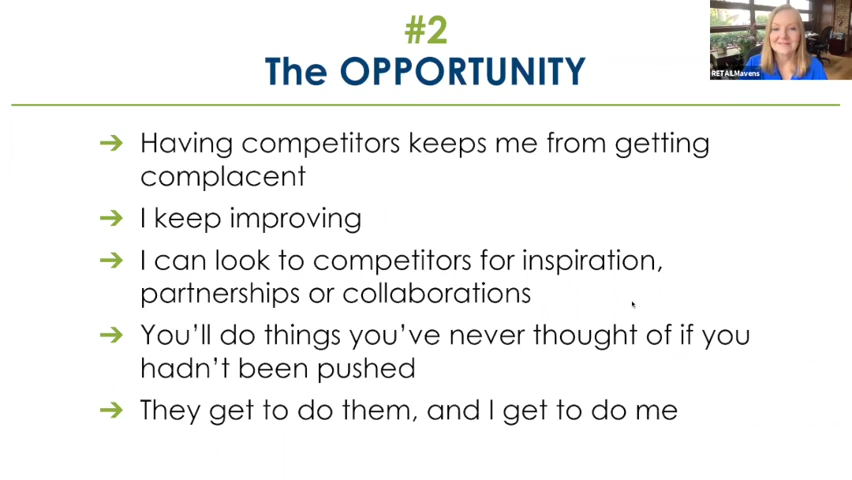 #2
The OPPORTUNITY
RETAILMavens
➔ Having competitors keeps me from getting
complacent
➔ I keep improving
➔ I can look to competitors for inspiration,
partnerships or collaborations
➔ You'll do things you've never thought of if you
hadn't been pushed
➔ They get to do them, and I get to do me